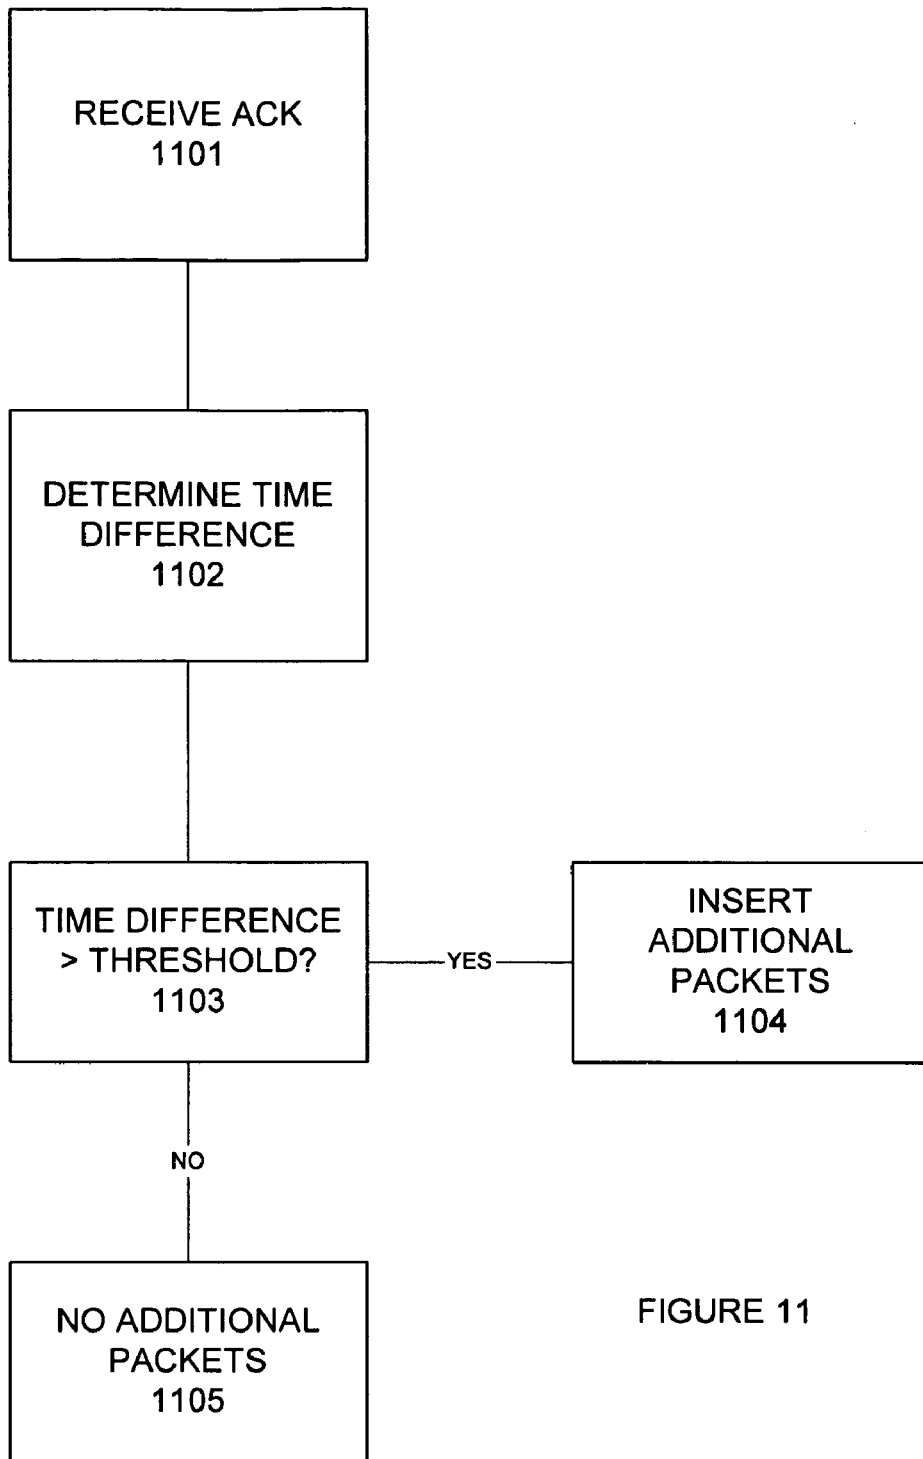 RECEIVE ACK
1101
DETERMINE TIME
DIFFERENCE
1102
TIME DIFFERENCE
> THRESHOLD?
1103
YES
INSERT
ADDITIONAL
PACKETS
1104
NO
NO ADDITIONAL
PACKETS
1105
FIGURE 11